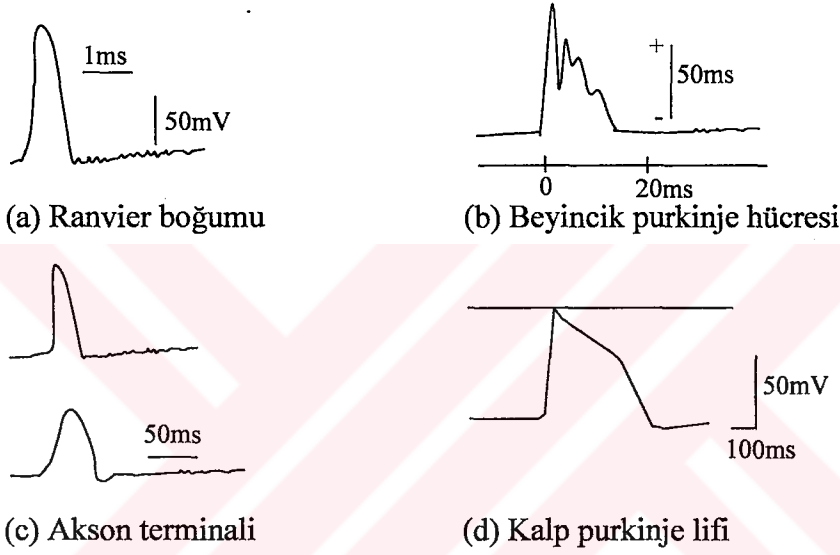 1ms
50mV
(a) Ranvier boğumu
+
50ms
-
0 20ms
(b) Beyincik purkinje hücresi
50ms
(c) Akson terminali
50mV
100ms
(d) Kalp purkinje lifi